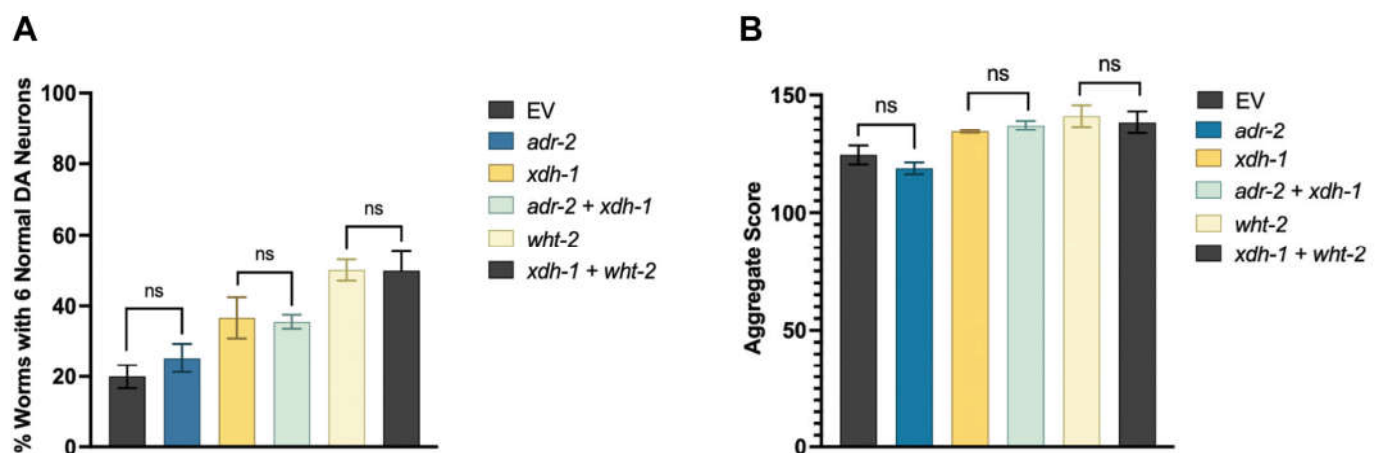 A
% Worms with 6 Normal DA Neurons
100
80
60
40
20
0
ns
ns
ns
EV
adr-2
xdh-1
adr-2 + xdh-1
wht-2
xdh-1 + wht-2
B
Aggregate Score
150
100
50
0
ns
ns
ns
EV
adr-2
xdh-1
adr-2 + xdh-1
wht-2
xdh-1 + wht-2